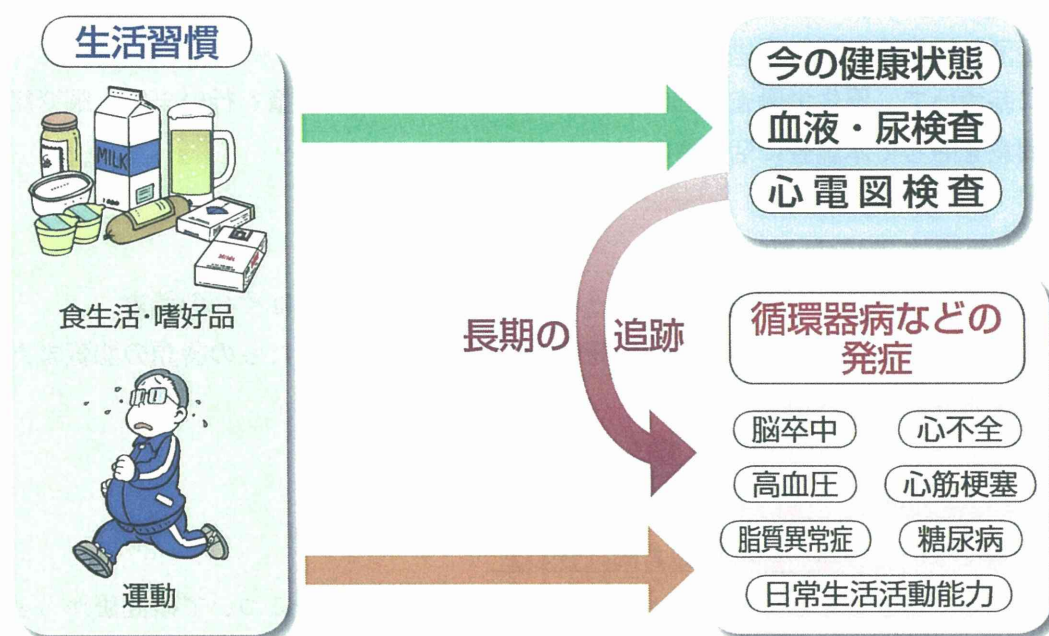 生活習慣
MILK
食生活・嗜好品
運動
今の健康状態
血液・尿検査
心電図検査
長期の 追跡
循環器病などの
発症
脳卒中
心不全
高血圧
心筋梗塞
脂質異常症
糖尿病
日常生活活動能力